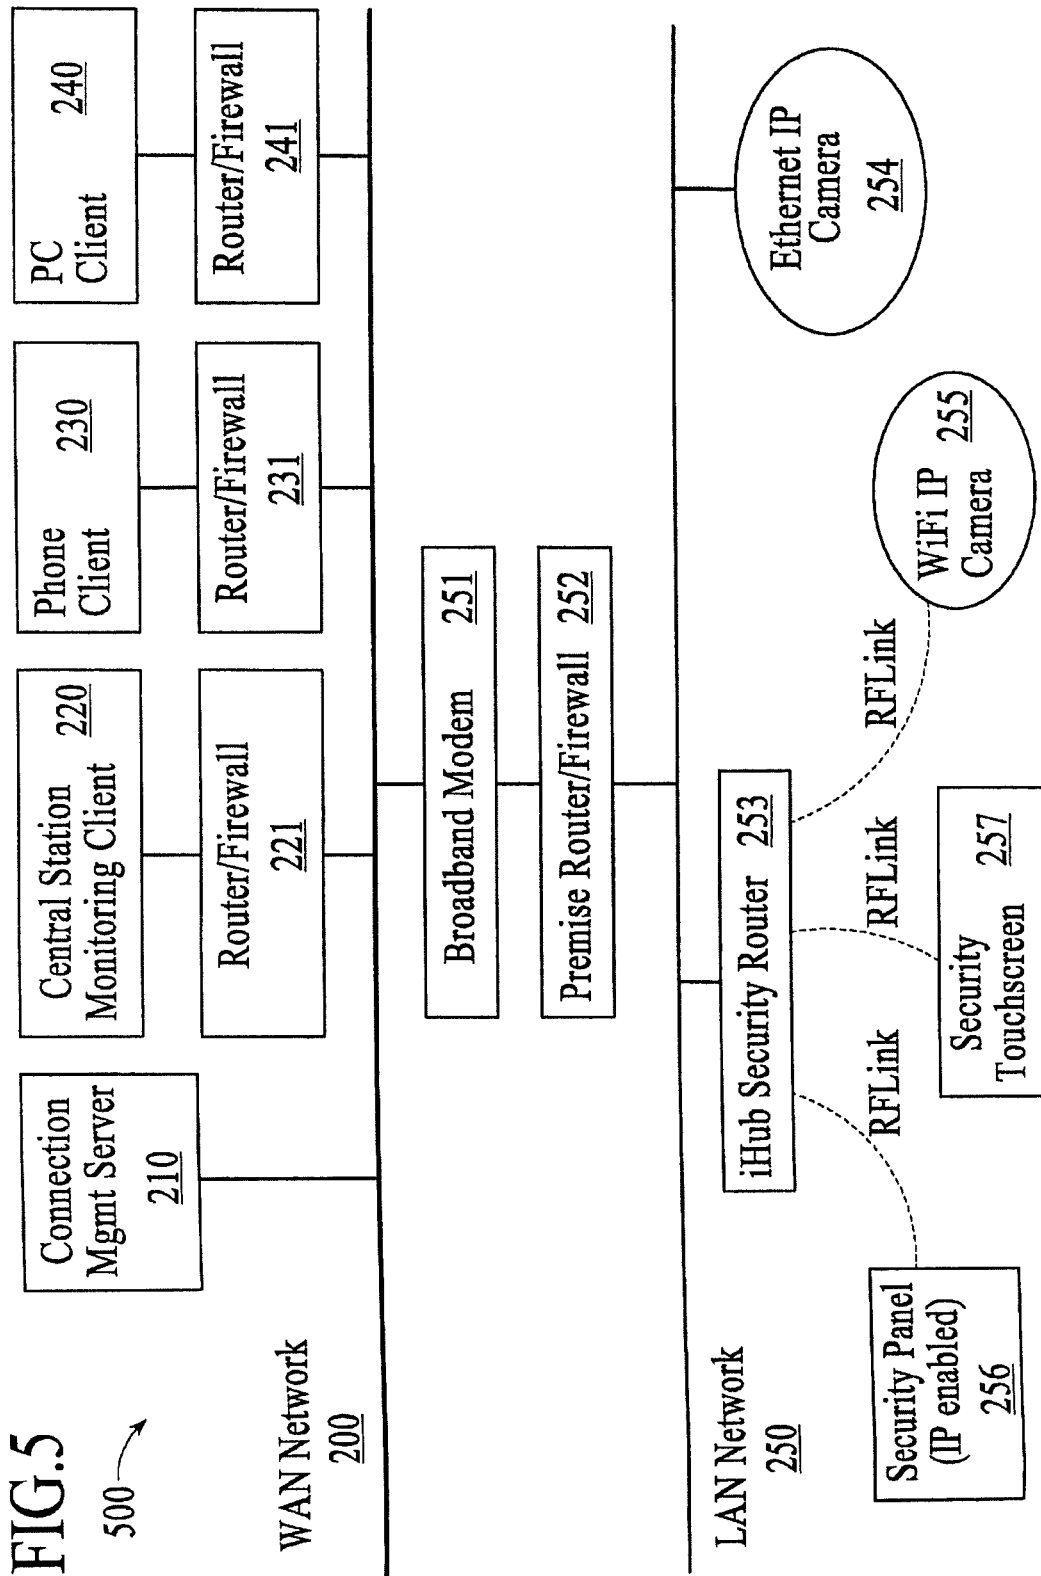 FIG.5
500
Connection
Mgmt Server
210
Central Station
Monitoring Client
220
Phone
Client
230
PC
Client
240
Router/Firewall
221
Router/Firewall
231
Router/Firewall
241
WAN Network
200
Broadband Modem 251
Premise Router/Firewall 252
LAN Network
250
iHub Security Router 253
Ethernet IP
Camera
254
RFLink
RFLink
RFLink
Security Panel
(IP enabled)
256
Security
Touchscreen
257
WiFi IP
Camera
255